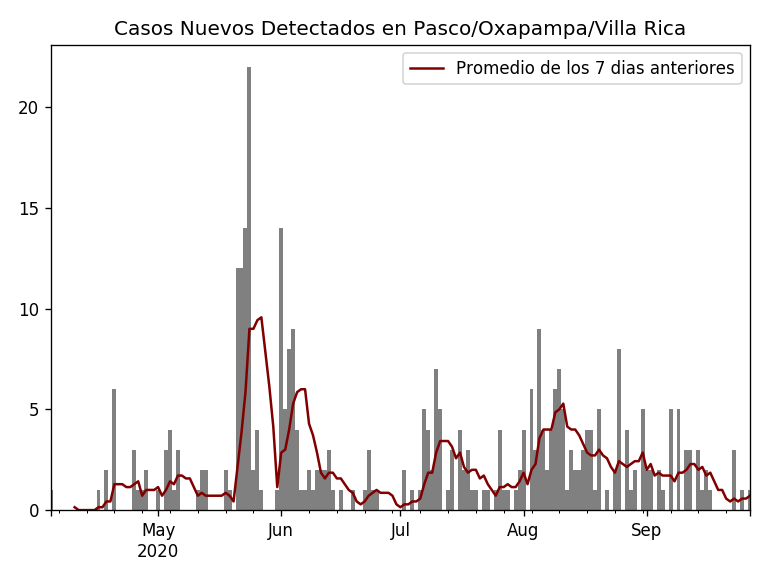 Casos Nuevos Detectados en Pasco/Oxapampa/Villa Rica
Promedio de los 7 dias anteriores
20
15
10
5
0
May
2020
Jun
Jul
Aug
Sep